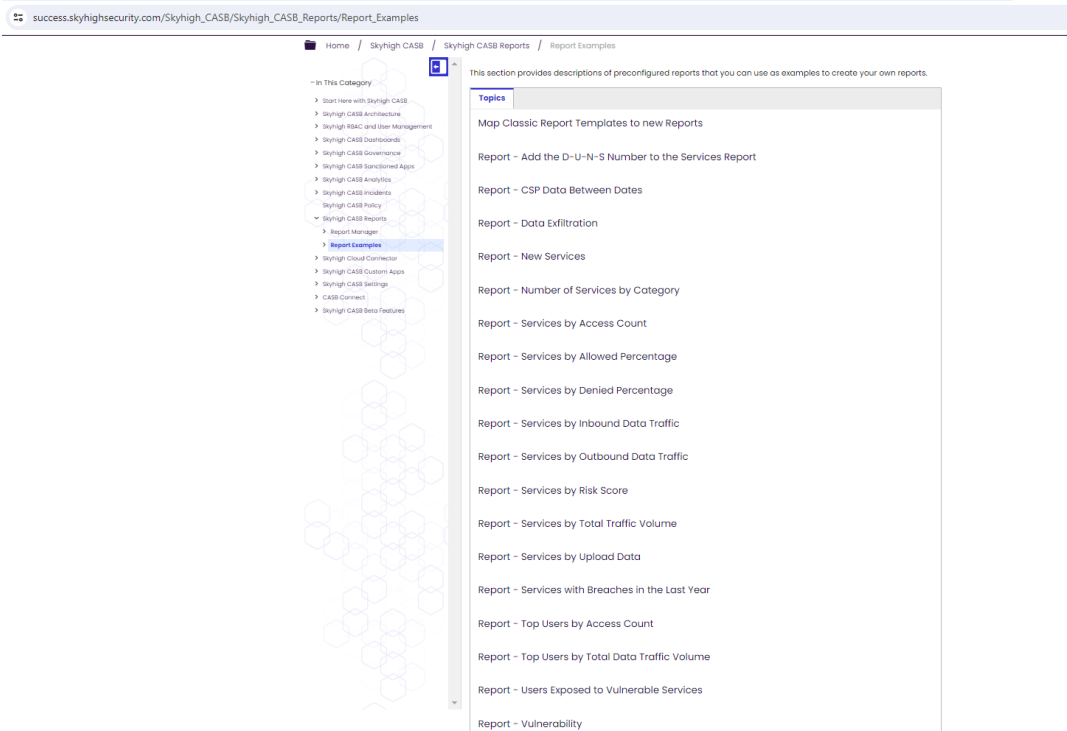 success.skyhighsecurity.com/Skyhigh_CASB/Skyhigh_CASB_Reports/Report_Examples
Home / Skyhigh CASB / Skyhigh CASB Reports / Report Examples
In This Category
Start Here with Skyhigh CASB
Skyhigh CASB Architecture
Skyhigh RBAC and User Management
Skyhigh CASB Dashboards
Skyhigh CASB Governance
Skyhigh CASB Sanctioned Apps
Skyhigh CASB Analytics
Skyhigh CASB Incidents
Skyhigh CASB Policy
Skyhigh CASB Reports
Report Manager
Report Examples
Skyhigh Cloud Connector
Skyhigh CASB Custom Apps
Skyhigh CASB Settings
CASB Connect
Skyhigh CASB Beta Features
This section provides descriptions of preconfigured reports that you can use as examples to create your own reports.
Topics
Map Classic Report Templates to new Reports
Report - Add the D-U-N-S Number to the Services Report
Report - CSP Data Between Dates
Report - Data Exfiltration
Report - New Services
Report - Number of Services by Category
Report - Services by Access Count
Report - Services by Allowed Percentage
Report - Services by Denied Percentage
Report - Services by Inbound Data Traffic
Report - Services by Outbound Data Traffic
Report - Services by Risk Score
Report - Services by Total Traffic Volume
Report - Services by Upload Data
Report - Services with Breaches in the Last Year
Report - Top Users by Access Count
Report - Top Users by Total Data Traffic Volume
Report - Users Exposed to Vulnerable Services
Report - Vulnerability